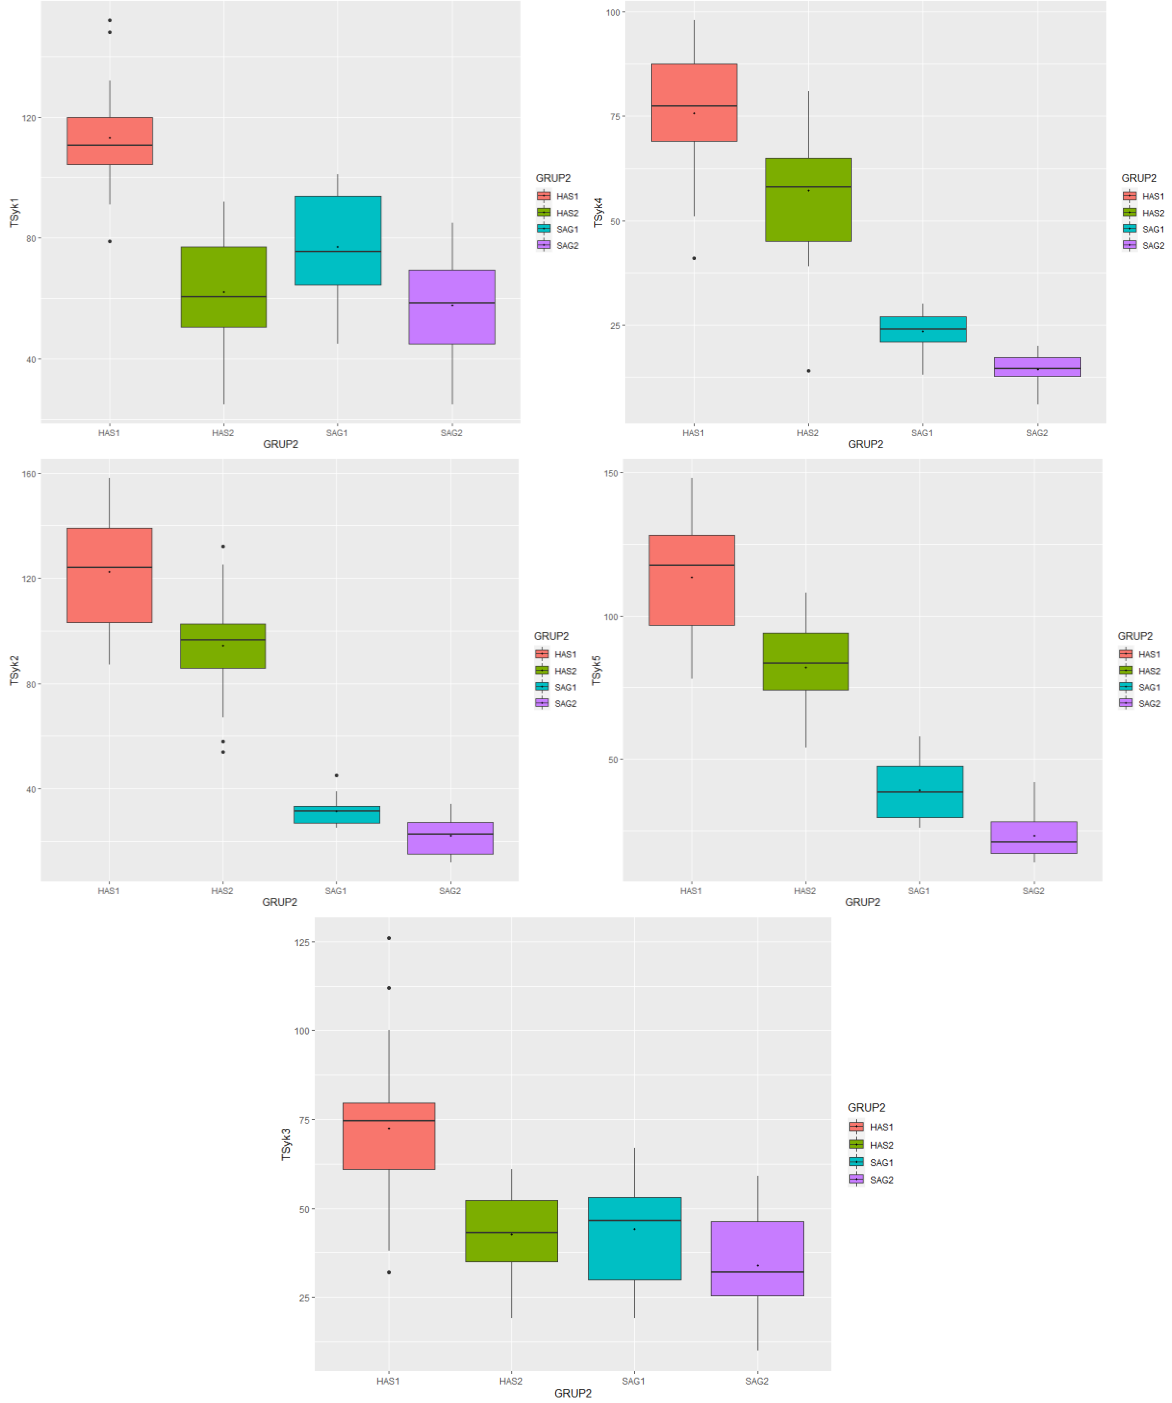 TSyk1
120
80
40
HAS1 HAS2 SAG1 SAG2
GRUP2
GRUP2
HAS1
HAS2
SAG1
SAG2
TSyk4
100
75
50
25
HAS1 HAS2 SAG1 SAG2
GRUP2
GRUP2
HAS1
HAS2
SAG1
SAG2
TSyk2
160
120
80
40
HAS1 HAS2 SAG1 SAG2
GRUP2
GRUP2
HAS1
HAS2
SAG1
SAG2
TSyk5
150
100
50
HAS1 HAS2 SAG1 SAG2
GRUP2
GRUP2
HAS1
HAS2
SAG1
SAG2
TSyk3
125
100
75
50
25
HAS1 HAS2 SAG1 SAG2
GRUP2
GRUP2
HAS1
HAS2
SAG1
SAG2